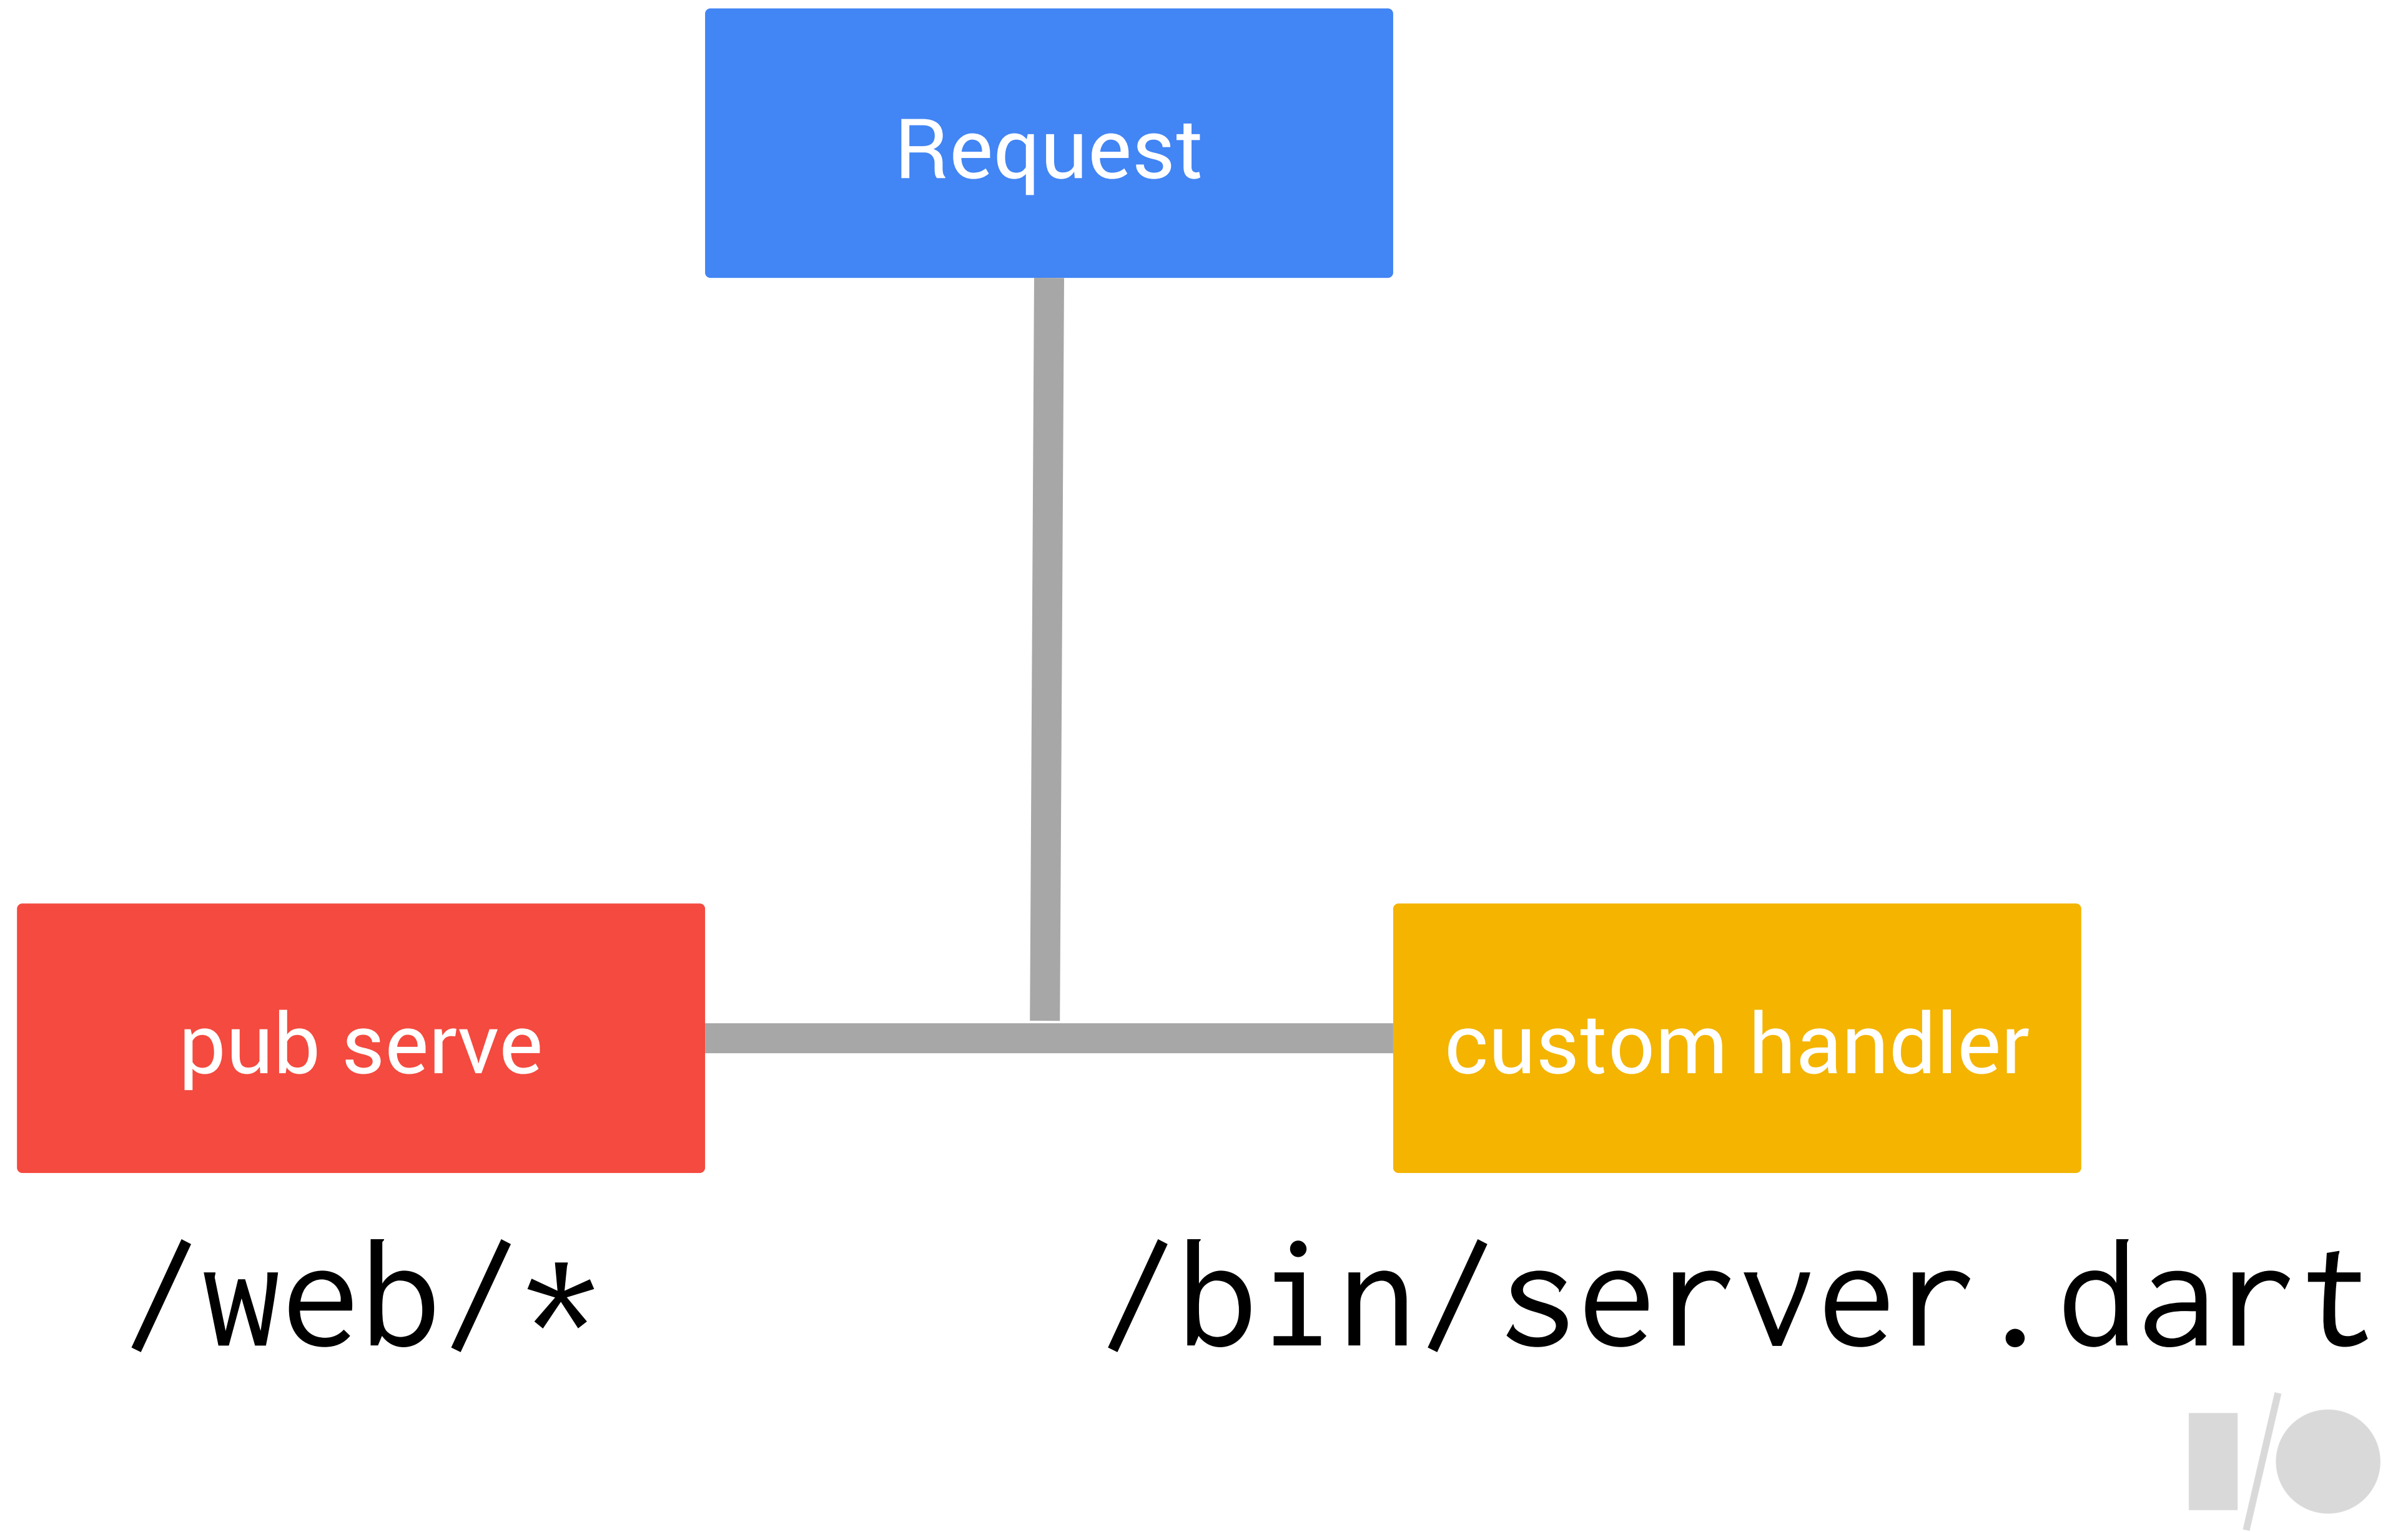 Request
pub serve
custom handler
/web/*
/bin/server.dart
I/O